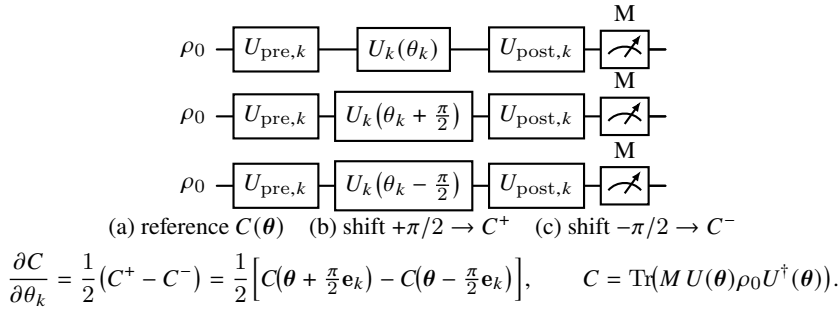 M
ρ₀ U_pre,k U_k(θ_k) U_post,k
M
ρ₀ U_pre,k U_k(θ_k + π/2) U_post,k
M
ρ₀ U_pre,k U_k(θ_k − π/2) U_post,k
(a) reference C(𝜽) (b) shift +π/2 → C⁺ (c) shift −π/2 → C⁻
∂C/∂θ_k = 1/2 (C⁺ − C⁻) = 1/2 [C(𝜽 + π/2 𝐞_k) − C(𝜽 − π/2 𝐞_k)], C = Tr(M U(𝜽)ρ₀U†(𝜽)).